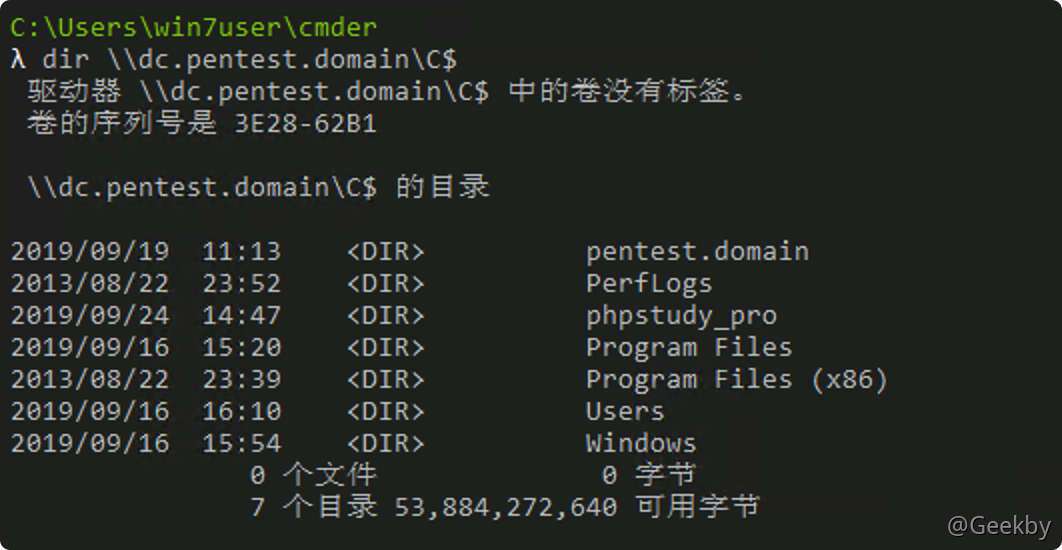 C:\Users\win7user\cmder
λ dir \\dc.pentest.domain\C$
驱动器 \\dc.pentest.domain\C$ 中的卷没有标签。
卷的序列号是 3E28-62B1
\\dc.pentest.domain\C$ 的目录
2019/09/19  11:13    <DIR>          pentest.domain
2013/08/22  23:52    <DIR>          PerfLogs
2019/09/24  14:47    <DIR>          phpstudy_pro
2019/09/16  15:20    <DIR>          Program Files
2013/08/22  23:39    <DIR>          Program Files (x86)
2019/09/16  16:10    <DIR>          Users
2019/09/16  15:54    <DIR>          Windows
0 个文件              0 字节
7 个目录 53,884,272,640 可用字节
@Geekby